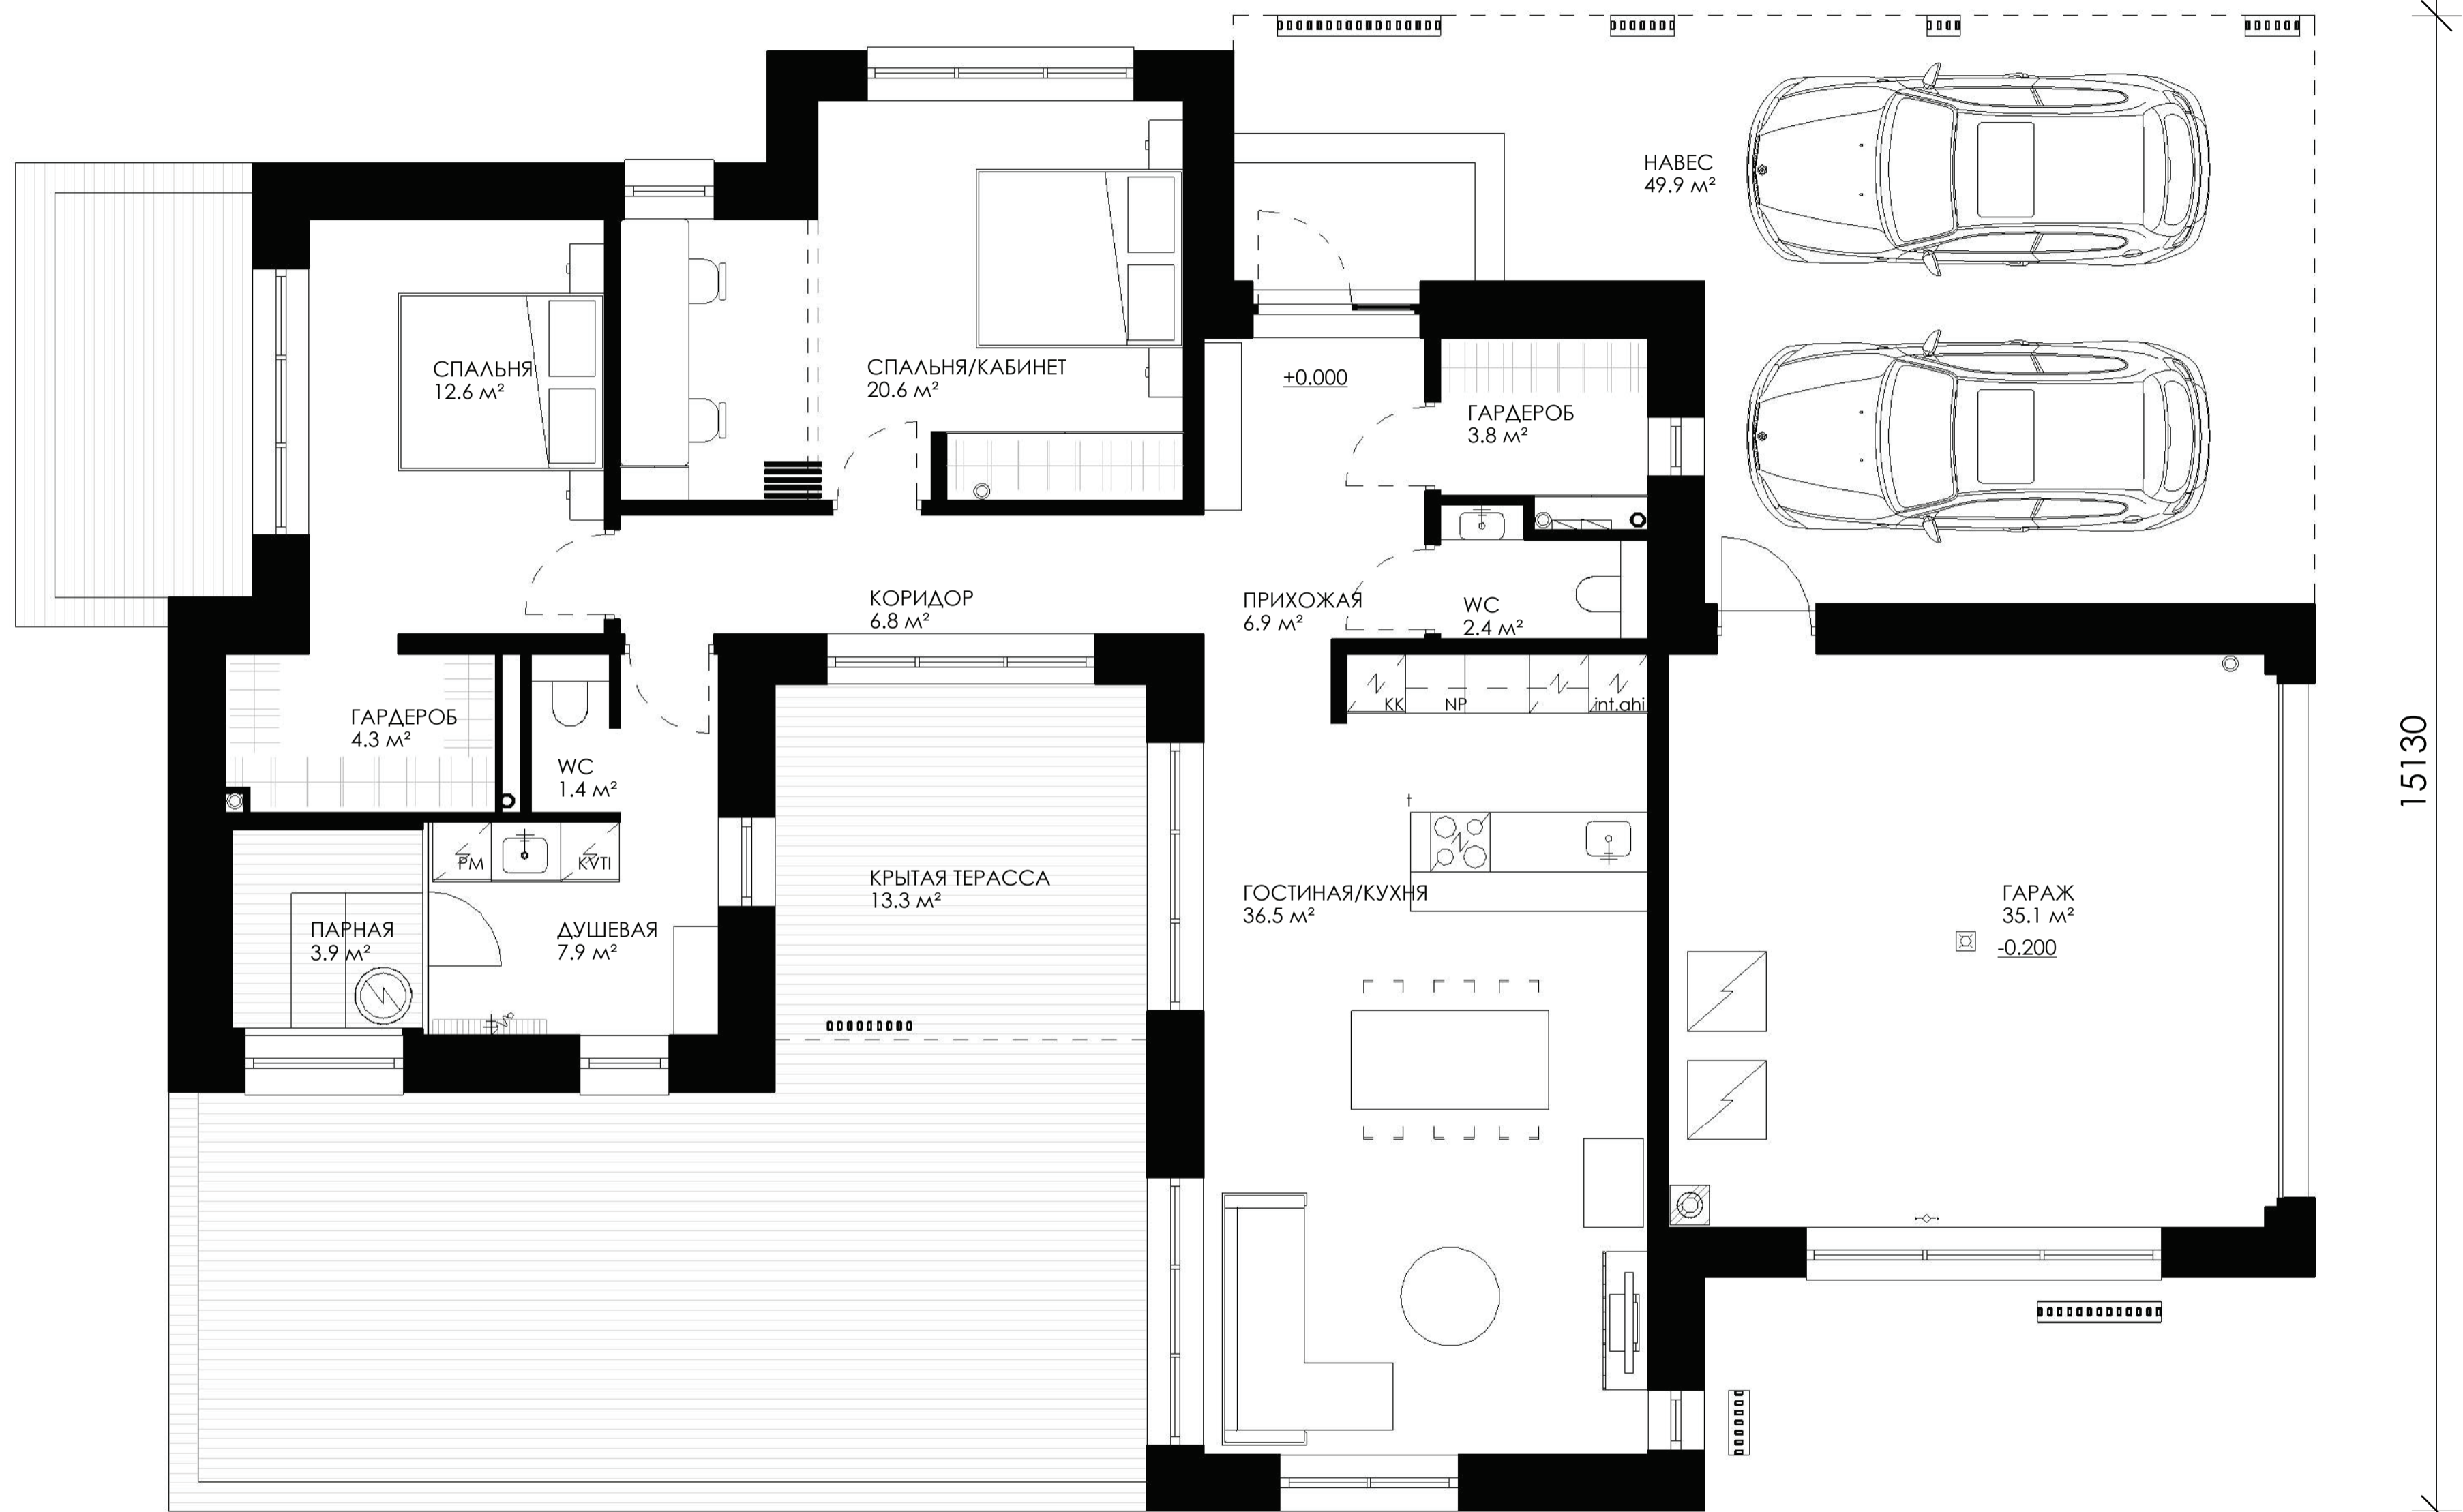 НАВЕС
49.9 м²
СПАЛЬНЯ
12.6 м²
СПАЛЬНЯ/КАБИНЕТ
20.6 м²
+0.000
ГАРДЕРОБ
3.8 м²
КОРИДОР
6.8 м²
ПРИХОЖАЯ
6.9 м²
WC
2.4 м²
KK
NP
int.ahi
ГАРДЕРОБ
4.3 м²
WC
1.4 м²
15130
t
PM
KVTI
КРЫТАЯ ТЕРАССА
13.3 м²
ГОСТИНАЯ/КУХНЯ
36.5 м²
ГАРАЖ
35.1 м²
-0.200
ПАРНАЯ
3.9 м²
ДУШЕВАЯ
7.9 м²